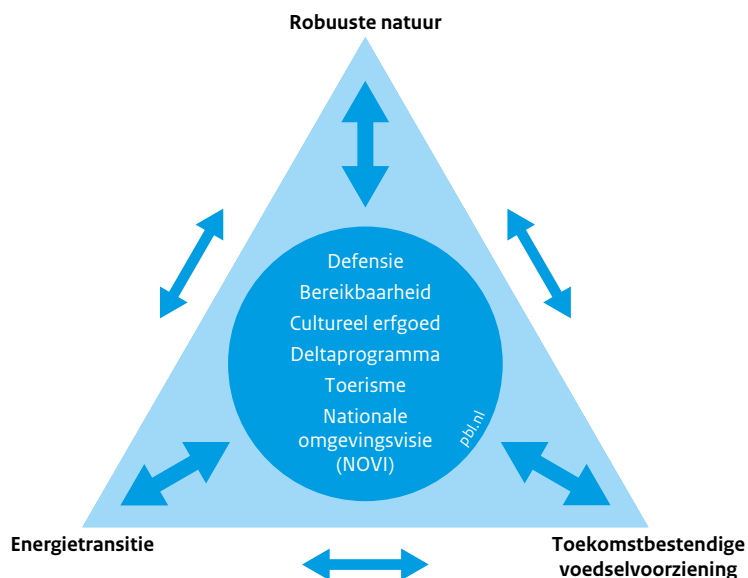 Robuuste natuur
Defensie
Bereikbaarheid
Cultureel erfgoed
Deltaprogramma
Toerisme
Nationale
omgevingsvisie
(NOVI)
pbl.nl
Energietransitie
Toekomstbestendige
voedselvoorziening